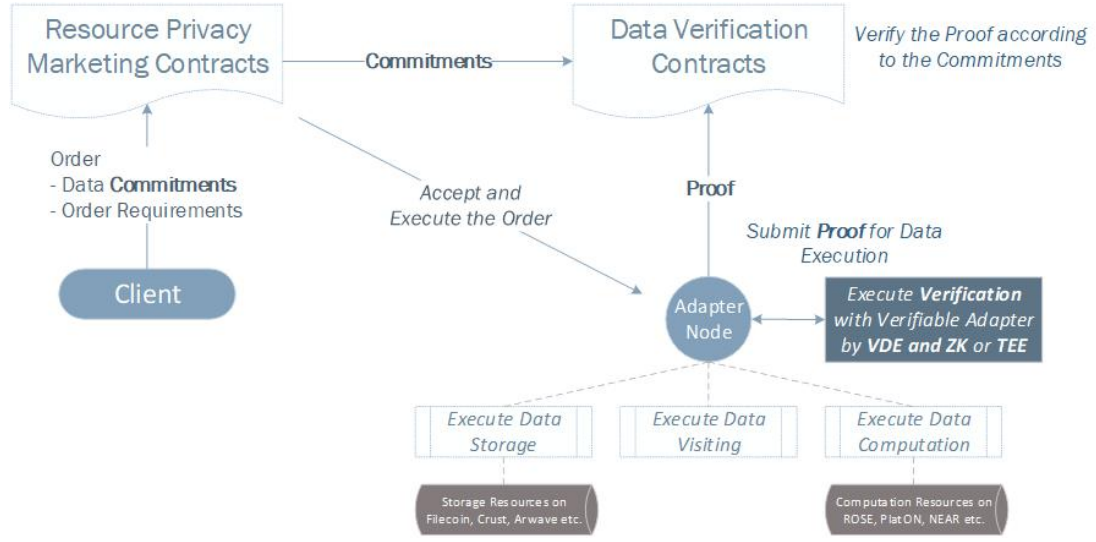 Resource Privacy
Marketing Contracts
Commitments
Data Verification
Contracts
Verify the Proof according
to the Commitments
Order
- Data Commitments
- Order Requirements
Accept and
Execute the Order
Proof
Submit Proof for Data
Execution
Client
Adapter
Node
Execute Verification
with Verifiable Adapter
by VDE and ZK or TEE
Execute Data
Storage
Execute Data
Visiting
Execute Data
Computation
Storage Resources on
Filecoin, Crust, Arwave etc.
Computation Resources on
ROSE, PlatON, NEAR etc.